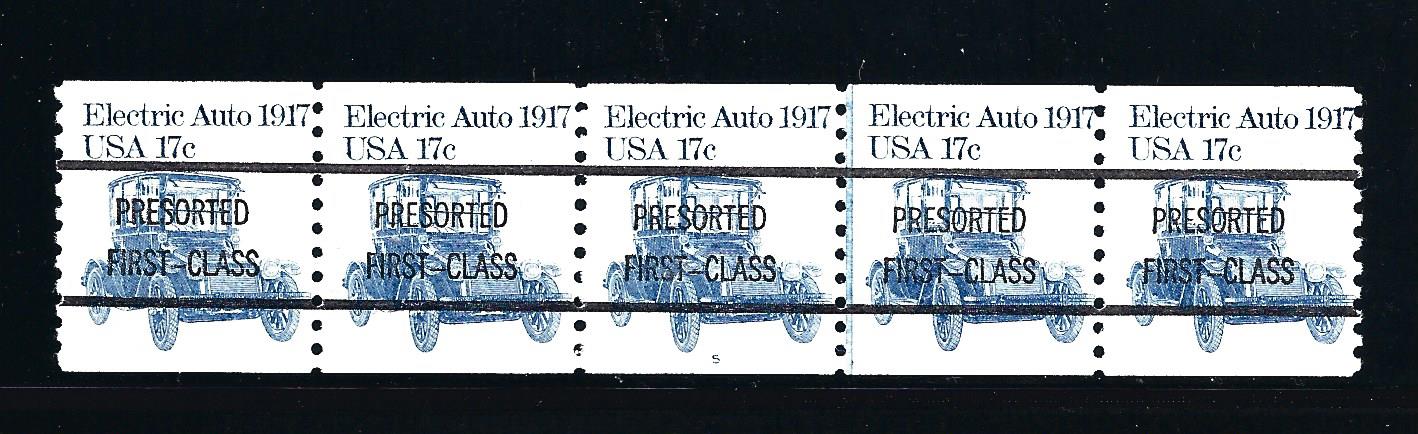 Electric Auto 1917 Electric Auto 1917 Electric Auto 1917 Electric Auto 1917 Electric Auto 1917
USA 17c USA 17c USA 17c USA 17c USA 17c
PRESORTED PRESORTED PRESORTED PRESORTED PRESORTED
FIRST-CLASS FIRST-CLASS FIRST-CLASS FIRST-CLASS FIRST-CLASS
5